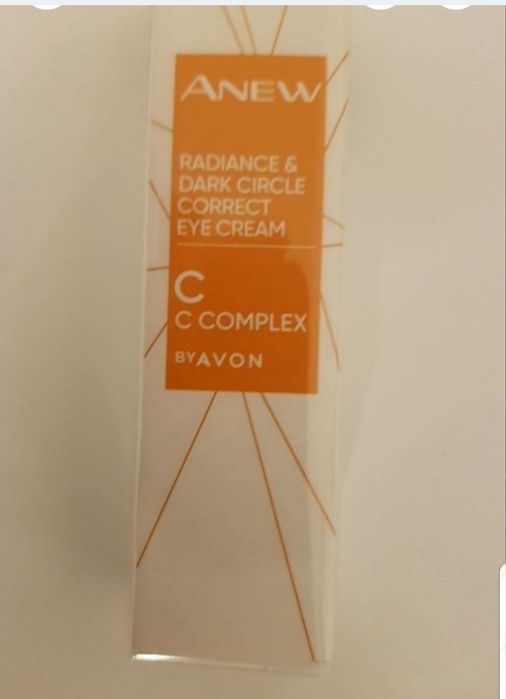 ANEW
RADIANCE &
DARK CIRCLE
CORRECT
EYE CREAM
C
C COMPLEX
BY AVON